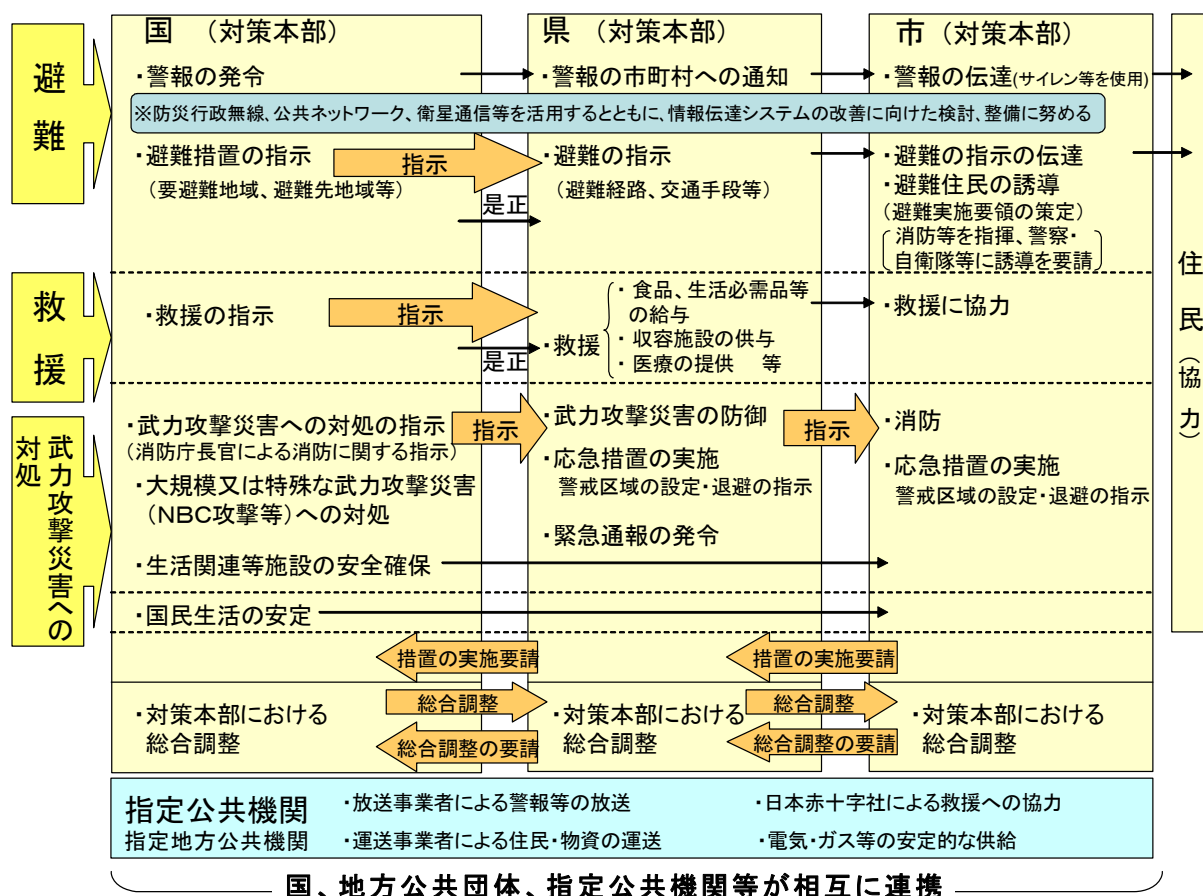 国 (対策本部)
県 (対策本部)
市 (対策本部)
避難
・警報の発令
・警報の市町村への通知
・警報の伝達(サイレン等を使用)
※防災行政無線、公共ネットワーク、衛星通信等を活用するとともに、情報伝達システムの改善に向けた検討、整備に努める
・避難措置の指示
(要避難地域、避難先地域等)
指示
是正
・避難の指示
(避難経路、交通手段等)
・避難の指示の伝達
・避難住民の誘導
(避難実施要領の策定)
消防等を指揮、警察・
自衛隊等に誘導を要請
住民(協力)
救援
・救援の指示
指示
是正
・救援
・食品、生活必需品等
の給与
・収容施設の供与
・医療の提供 等
・救援に協力
武力攻撃災害への
対処
・武力攻撃災害への対処の指示
(消防庁長官による消防に関する指示)
指示
・武力攻撃災害の防御
指示
・消防
・大規模又は特殊な武力攻撃災害
(NBC攻撃等)への対処
・応急措置の実施
警戒区域の設定・退避の指示
・応急措置の実施
警戒区域の設定・退避の指示
・緊急通報の発令
・生活関連等施設の安全確保
・国民生活の安定
措置の実施要請
措置の実施要請
・対策本部における
総合調整
総合調整
総合調整の要請
・対策本部における
総合調整
総合調整
総合調整の要請
・対策本部における
総合調整
指定公共機関
指定地方公共機関
・放送事業者による警報等の放送
・日本赤十字社による救援への協力
・運送事業者による住民・物資の運送
・電気・ガス等の安定的な供給
国、地方公共団体、指定公共機関等が相互に連携